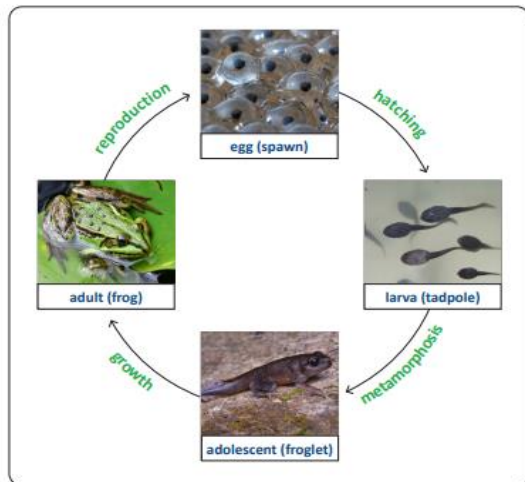 reproduction
egg (spawn)
hatching
adult (frog)
larva (tadpole)
growth
metamorphosis
adolescent (froglet)